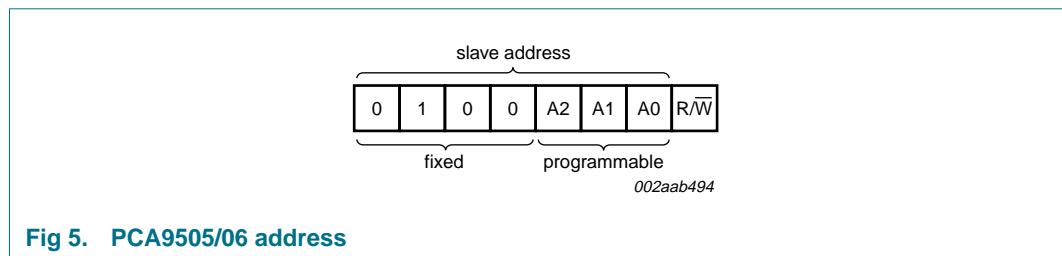 slave address
0 1 0 0 A2 A1 A0 R/W̅
fixed programmable
002aab494
Fig 5. PCA9505/06 address